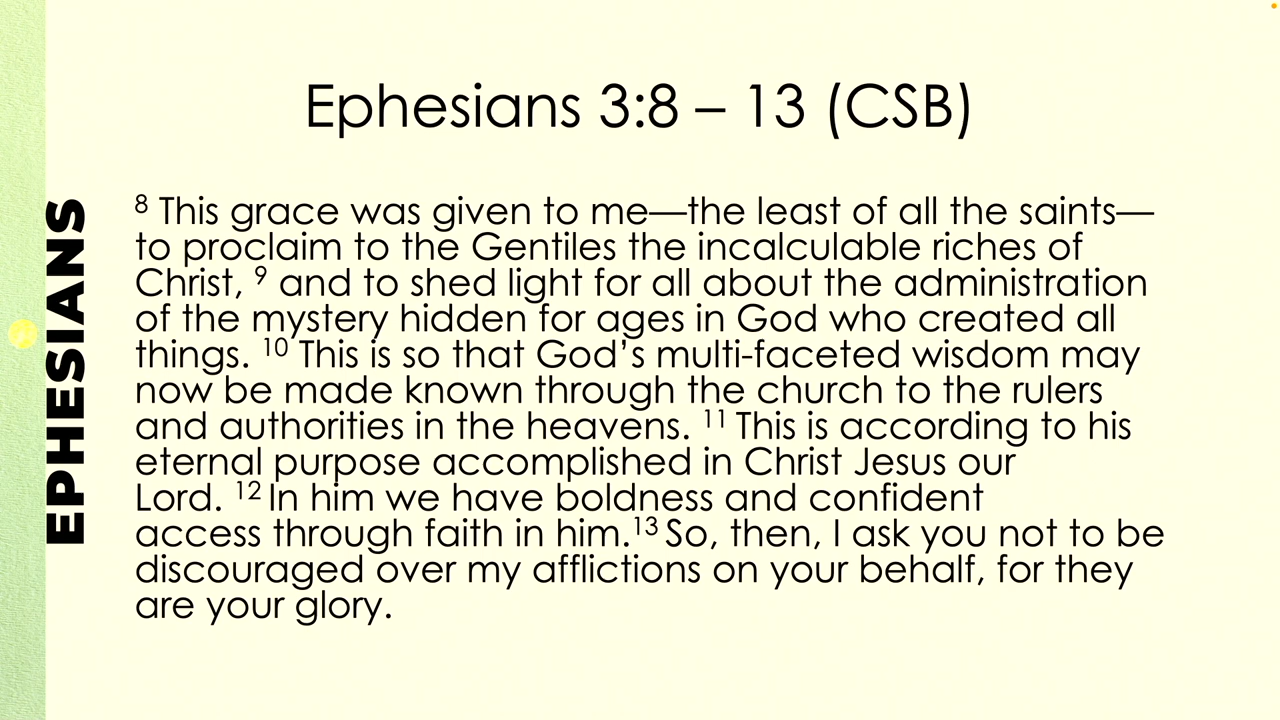 Ephesians 3:8 – 13 (CSB)
EPHESIANS
⁸ This grace was given to me—the least of all the saints—
to proclaim to the Gentiles the incalculable riches of
Christ, ⁹ and to shed light for all about the administration
of the mystery hidden for ages in God who created all
things. ¹⁰ This is so that God’s multi-faceted wisdom may
now be made known through the church to the rulers
and authorities in the heavens. ¹¹ This is according to his
eternal purpose accomplished in Christ Jesus our
Lord. ¹² In him we have boldness and confident
access through faith in him.¹³ So, then, I ask you not to be
discouraged over my afflictions on your behalf, for they
are your glory.